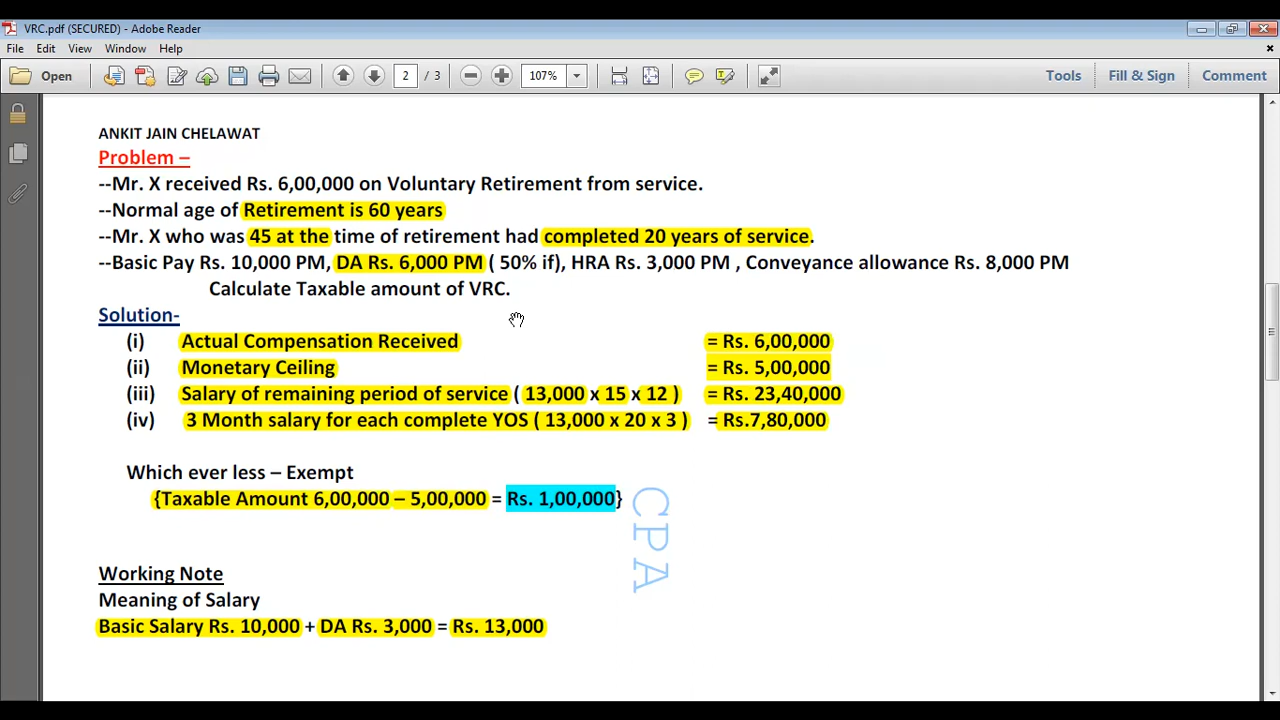 VRC.pdf (SECURED) - Adobe Reader
File Edit View Window Help
Open 2 / 3 107% Tools Fill & Sign Comment
ANKIT JAIN CHELAWAT
Problem –
--Mr. X received Rs. 6,00,000 on Voluntary Retirement from service.
--Normal age of Retirement is 60 years
--Mr. X who was 45 at the time of retirement had completed 20 years of service.
--Basic Pay Rs. 10,000 PM, DA Rs. 6,000 PM ( 50% if), HRA Rs. 3,000 PM , Conveyance allowance Rs. 8,000 PM
Calculate Taxable amount of VRC.
Solution-
(i) Actual Compensation Received = Rs. 6,00,000
(ii) Monetary Ceiling = Rs. 5,00,000
(iii) Salary of remaining period of service ( 13,000 x 15 x 12 ) = Rs. 23,40,000
(iv) 3 Month salary for each complete YOS ( 13,000 x 20 x 3 ) = Rs.7,80,000
Which ever less – Exempt
{Taxable Amount 6,00,000 – 5,00,000 = Rs. 1,00,000}
CPA
Working Note
Meaning of Salary
Basic Salary Rs. 10,000 + DA Rs. 3,000 = Rs. 13,000